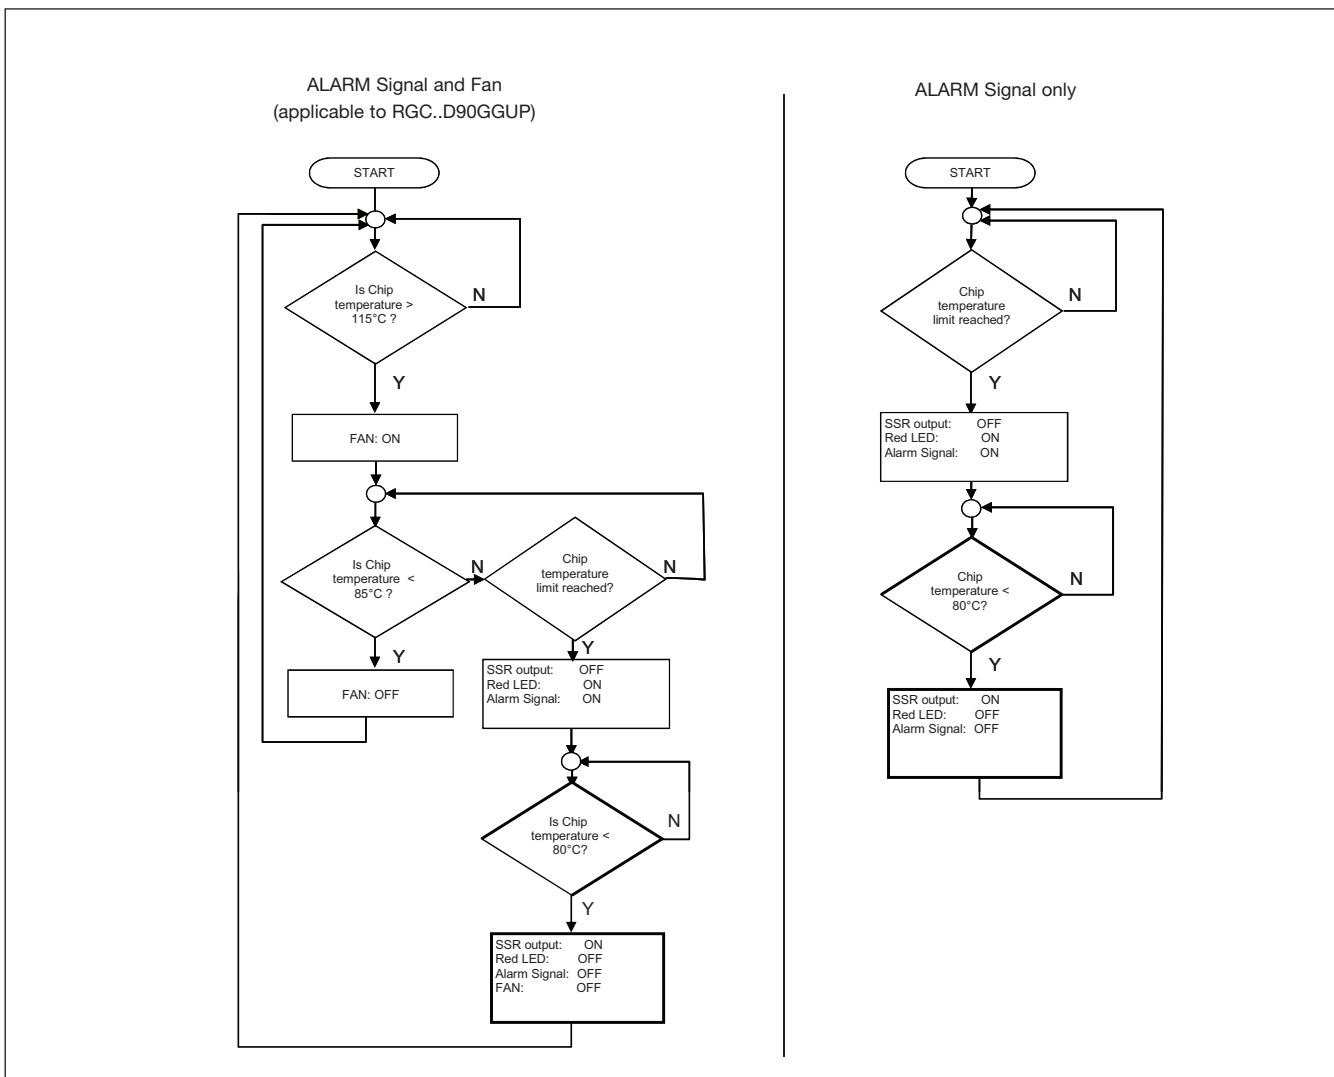 ALARM Signal and Fan
(applicable to RGC..D90GGUP)
START
Is Chip
temperature >
115°C ?
N
Y
FAN: ON
Is Chip
temperature <
85°C ?
N
Chip
temperature
limit reached?
N
Y
FAN: OFF
Y
SSR output: OFF
Red LED: ON
Alarm Signal: ON
Is Chip
temperature <
80°C?
N
Y
SSR output: ON
Red LED: OFF
Alarm Signal: OFF
FAN: OFF
ALARM Signal only
START
Chip
temperature
limit reached?
N
Y
SSR output: OFF
Red LED: ON
Alarm Signal: ON
Chip
temperature <
80°C?
N
Y
SSR output: ON
Red LED: OFF
Alarm Signal: OFF